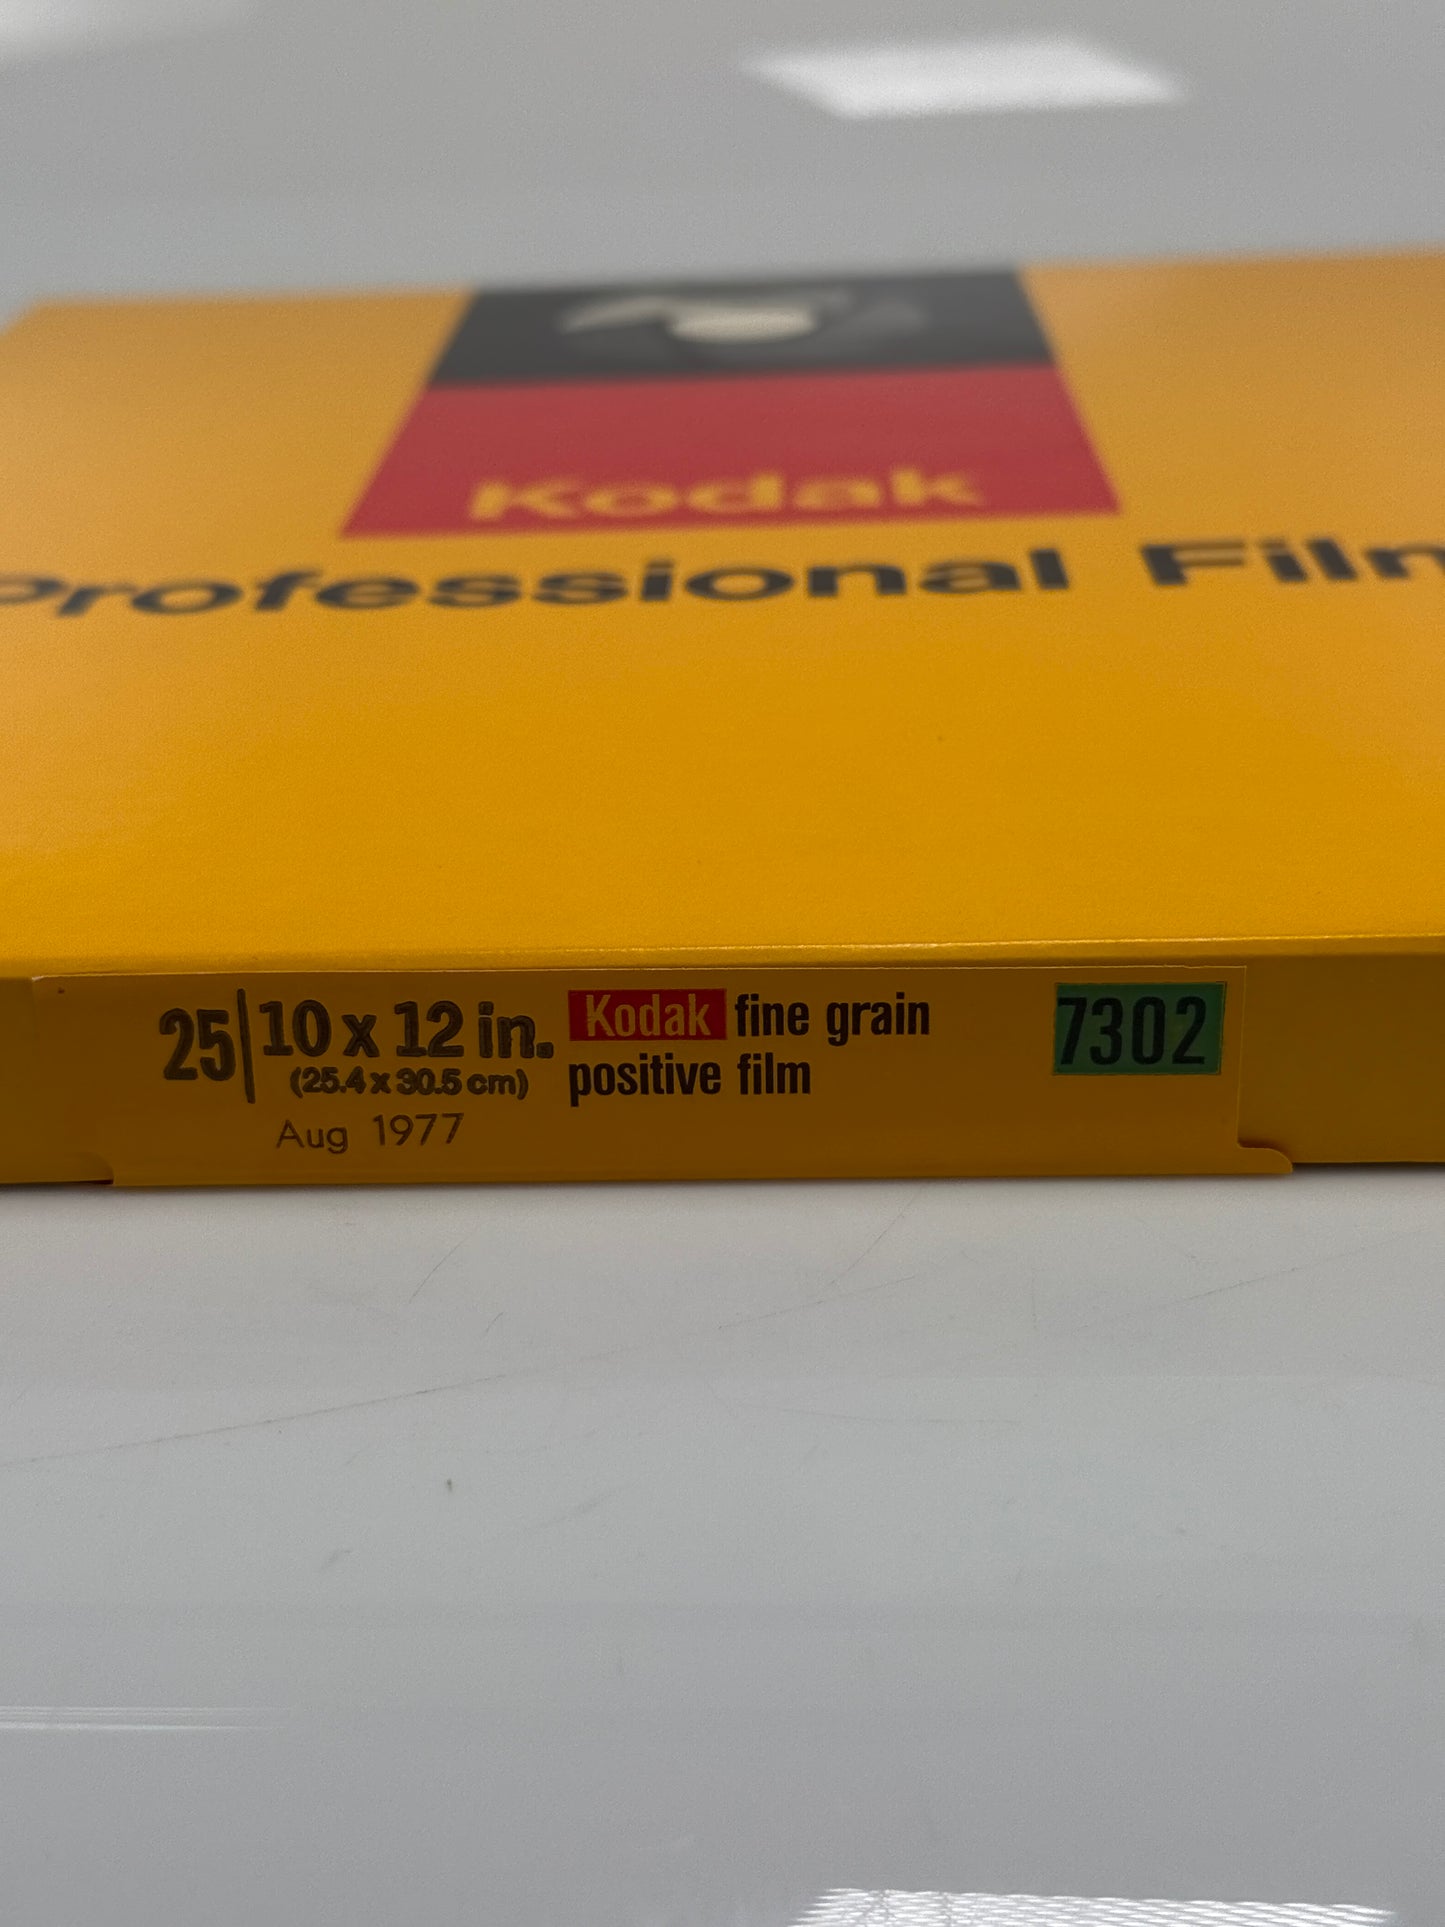 Kodak
Professional Film
25 10 x 12 in. Kodak fine grain 7302
(25.4 x 30.5 cm) positive film
Aug 1977